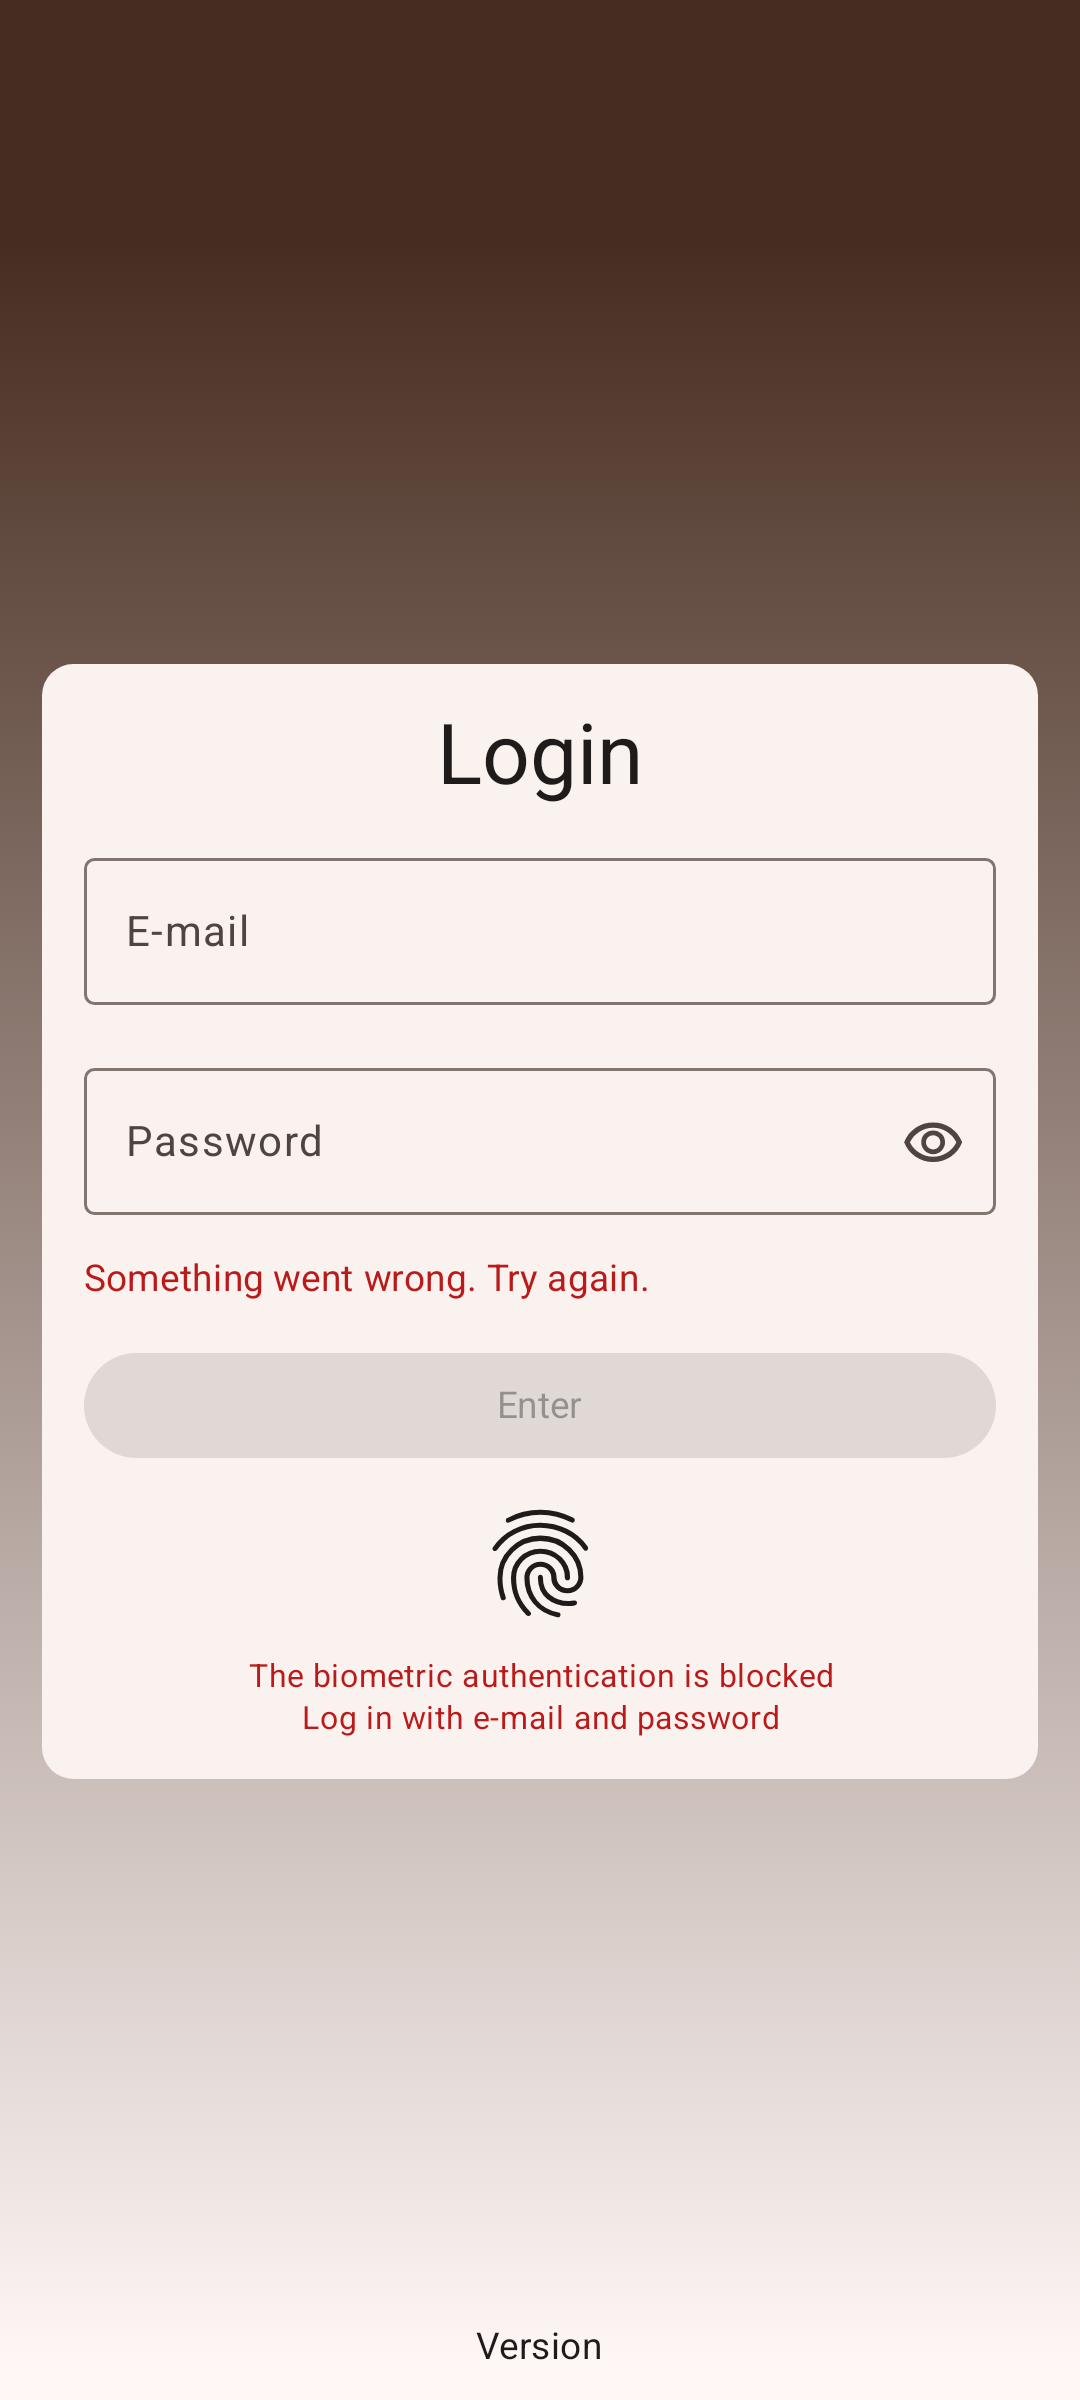 Login
E-mail
Password
Something went wrong. Try again.
Enter
The biometric authentication is blocked
Log in with e-mail and password
Version